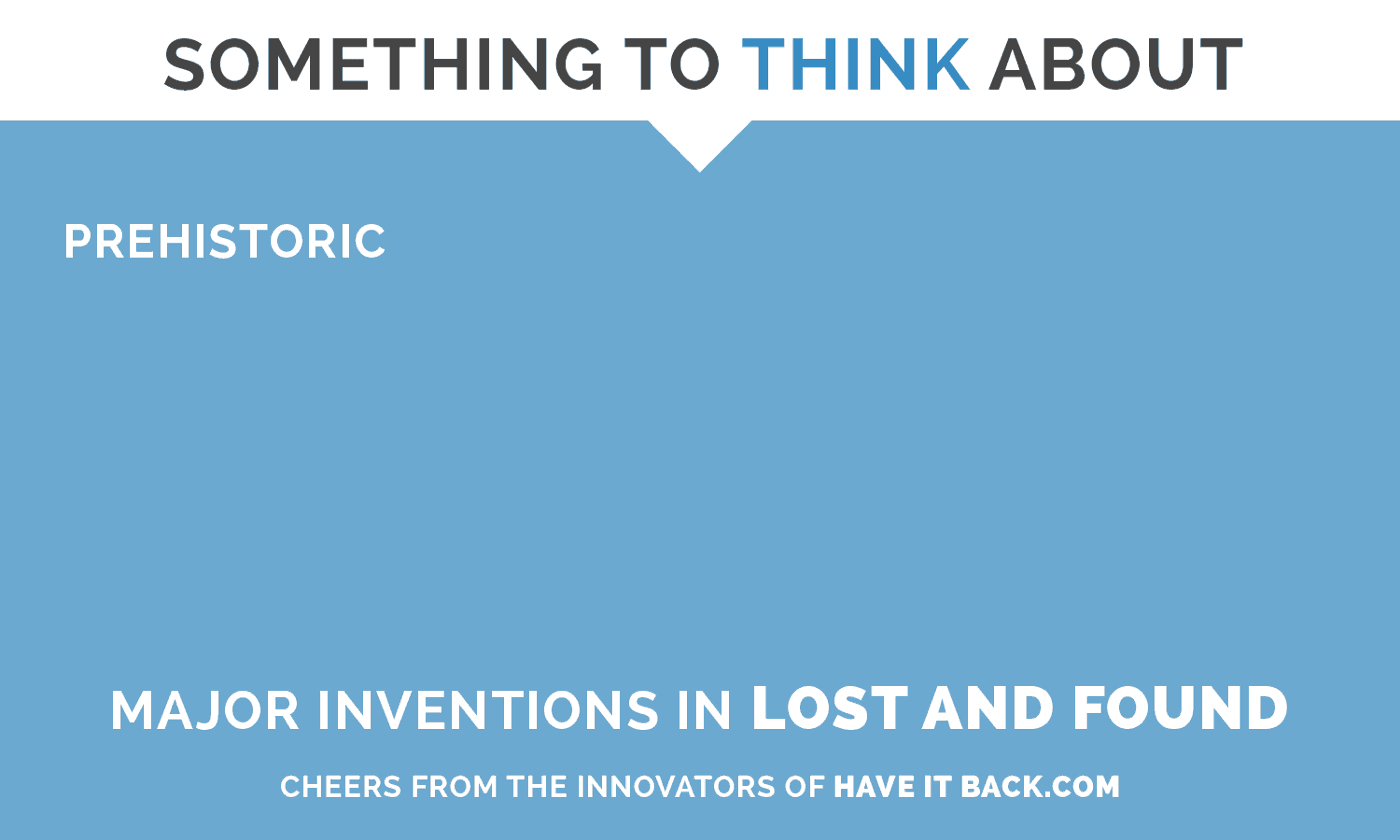 SOMETHING TO THINK ABOUT
PREHISTORIC
MAJOR INVENTIONS IN LOST AND FOUND
CHEERS FROM THE INNOVATORS OF HAVE IT BACK.COM